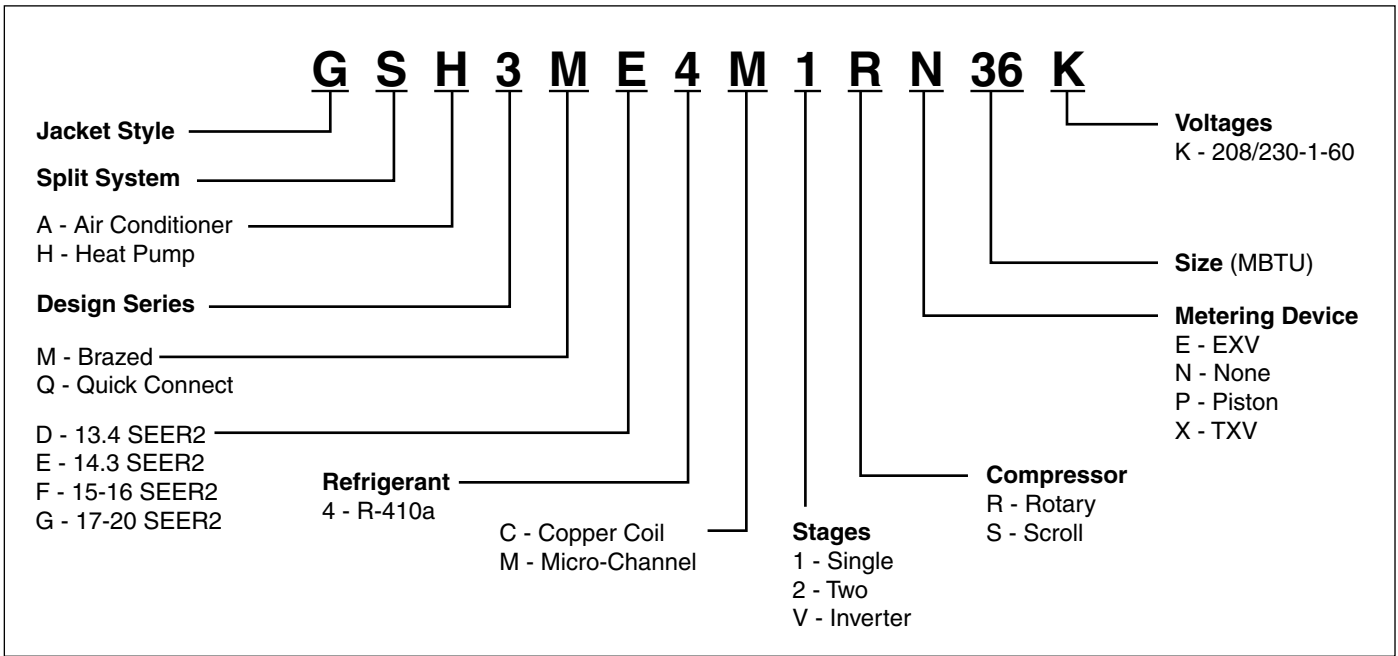 G S H 3 M E 4 M 1 R N 36 K
Jacket Style
Split System
A - Air Conditioner
H - Heat Pump
Design Series
M - Brazed
Q - Quick Connect
D - 13.4 SEER2
E - 14.3 SEER2
F - 15-16 SEER2
G - 17-20 SEER2
Refrigerant
4 - R-410a
C - Copper Coil
M - Micro-Channel
Stages
1 - Single
2 - Two
V - Inverter
Compressor
R - Rotary
S - Scroll
Metering Device
E - EXV
N - None
P - Piston
X - TXV
Size (MBTU)
Voltages
K - 208/230-1-60